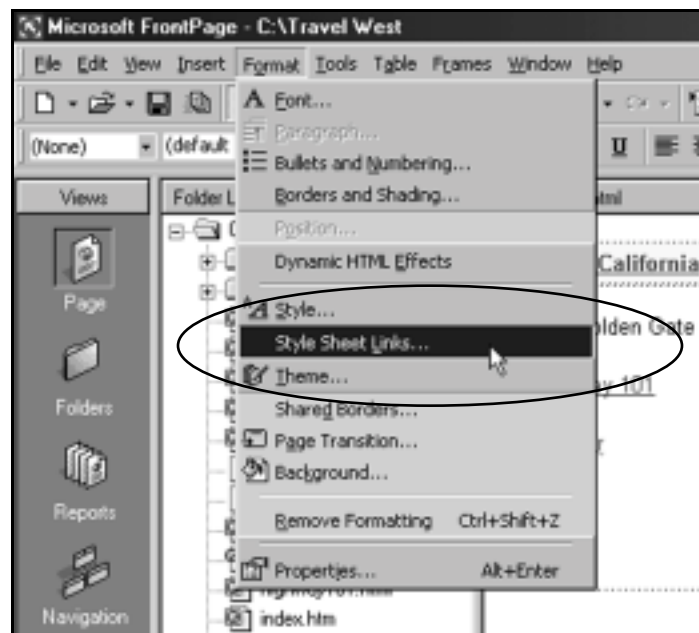 Microsoft FrontPage - C:\Travel West
File Edit View Insert Format Tools Table Frames Window Help
(None) (default
Font...
Paragraph...
Bullets and Numbering...
Borders and Shading...
Position...
Dynamic HTML Effects
Style...
Style Sheet Links...
Theme...
Shared Borders...
Page Transition...
Background...
Remove Formatting Ctrl+Shift+Z
Properties... Alt+Enter
Views
Page
Folders
Reports
Navigation
Folder L
index.htm
html
California
olden Gate
101